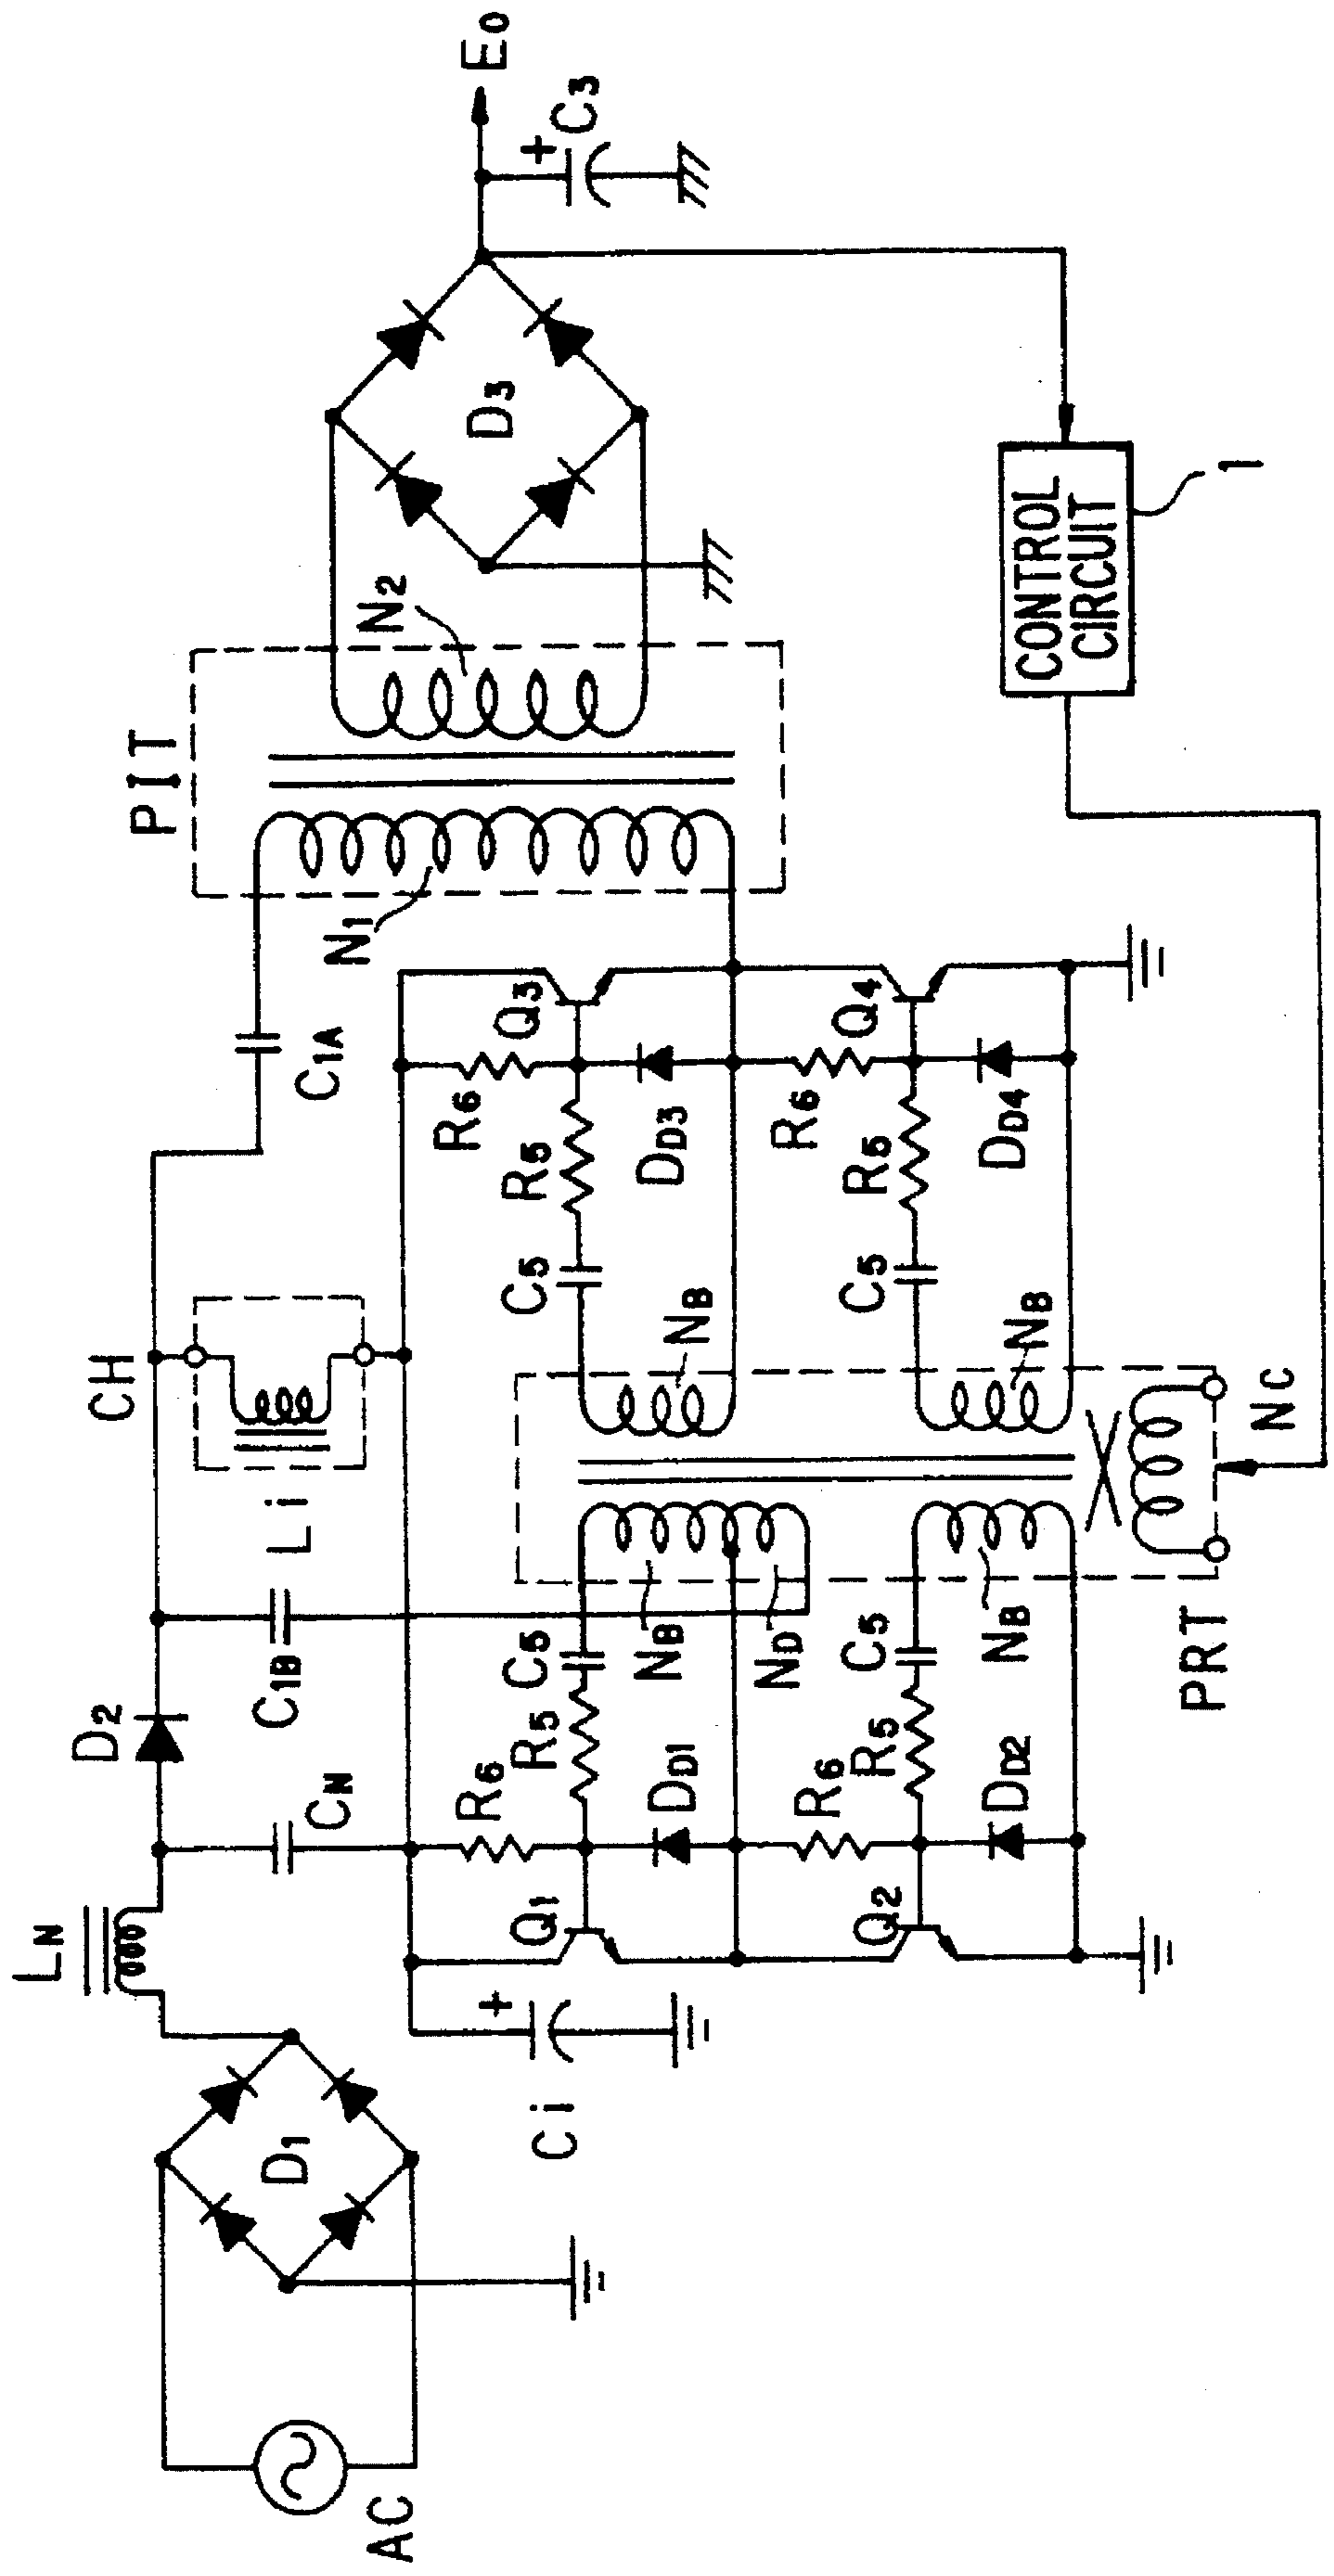 AC
D1
LN
Ci
CN
D2
C1B
Li
CH
C1A
PIT
N1
N2
D3
E0
+
C3
+
Q1
R6
R5
C5
NB
ND
DD1
Q2
R6
R5
C5
NB
DD2
PRT
NC
NB
C5
R5
R6
Q3
DD3
NB
C5
R5
R6
Q4
DD4
CONTROL
CIRCUIT
1